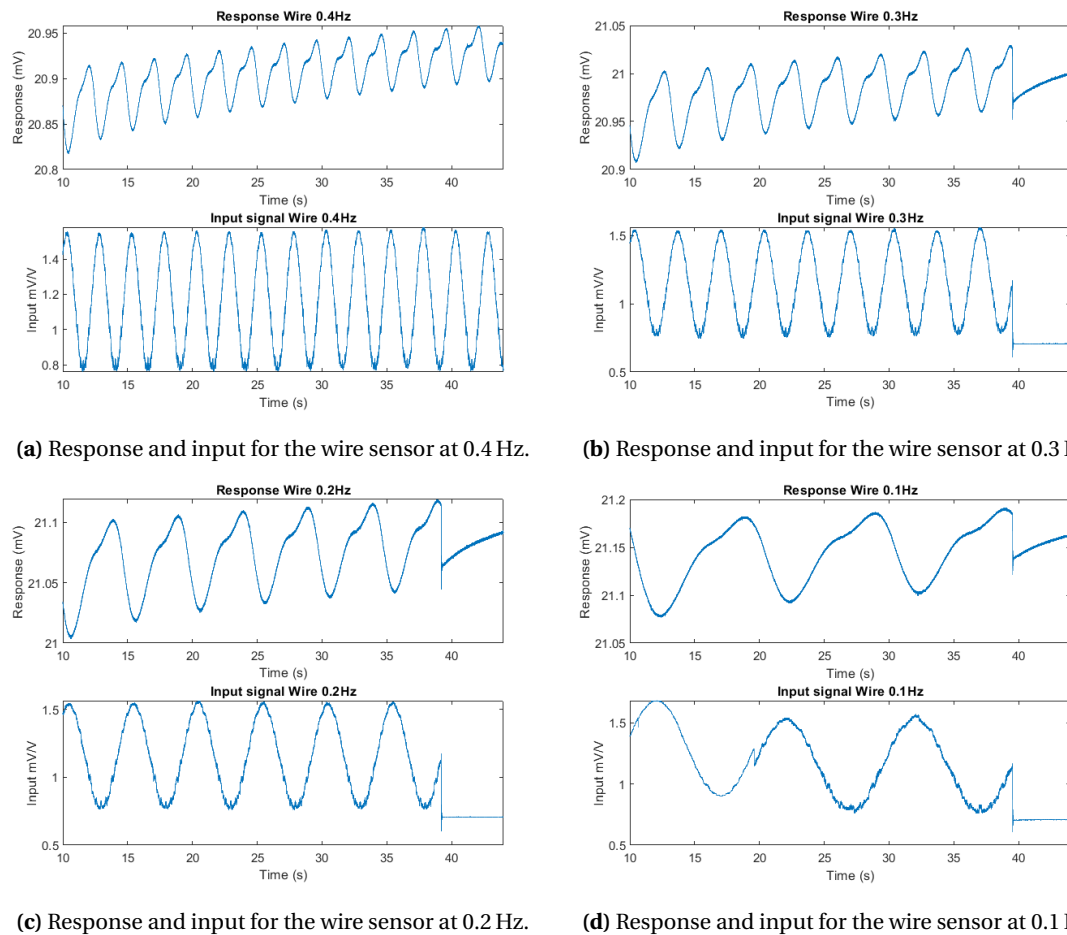 Response Wire 0.4Hz
Response (mV)
20.95
20.9
20.85
20.8
10 15 20 25 30 35 40
Time (s)
Input signal Wire 0.4Hz
Input mV/V
1.4
1.2
1
0.8
10 15 20 25 30 35 40
Time (s)
(a) Response and input for the wire sensor at 0.4 Hz.
Response Wire 0.3Hz
Response (mV)
21.05
21
20.95
20.9
10 15 20 25 30 35 40
Time (s)
Input signal Wire 0.3Hz
Input mV/V
1.5
1
0.5
10 15 20 25 30 35 40
Time (s)
(b) Response and input for the wire sensor at 0.3
Response Wire 0.2Hz
Response (mV)
21.1
21.05
21
10 15 20 25 30 35 40
Time (s)
Input signal Wire 0.2Hz
Input mV/V
1.5
1
0.5
10 15 20 25 30 35 40
Time (s)
(c) Response and input for the wire sensor at 0.2 Hz.
Response Wire 0.1Hz
Response (mV)
21.2
21.15
21.1
21.05
10 15 20 25 30 35 40
Time (s)
Input signal Wire 0.1Hz
Input mV/V
1.5
1
0.5
10 15 20 25 30 35 40
Time (s)
(d) Response and input for the wire sensor at 0.1